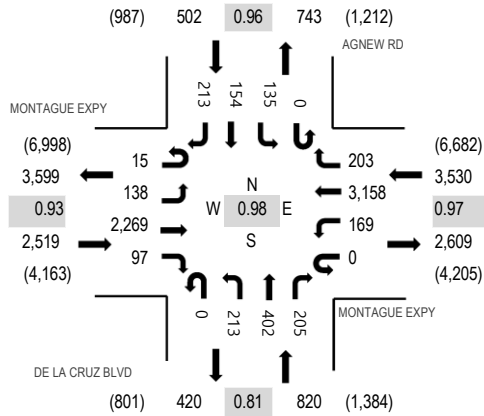 (987) 502 0.96 743 (1,212)
AGNEW RD
213 154 135 0
MONTAGUE EXPY
(6,998) (6,682)
15 203
3,599 3,530
138 3,158
N
0.93 W 0.98 E 0.97
2,269 169
S
2,519 2,609
97 0
(4,163) (4,205)
0 213 402 205
MONTAGUE EXPY
DE LA CRUZ BLVD
(801) 420 0.81 820 (1,384)